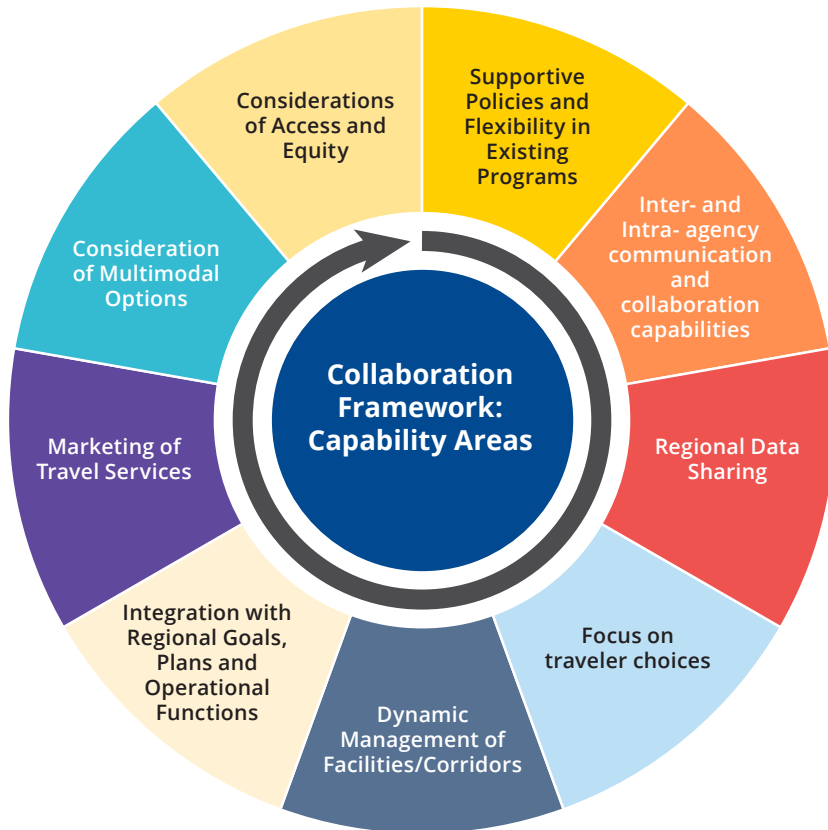 Collaboration
Framework:
Capability Areas
Supportive
Policies and
Flexibility in
Existing
Programs
Inter- and
Intra- agency
communication
and
collaboration
capabilities
Regional Data
Sharing
Focus on
traveler choices
Dynamic
Management of
Facilities/Corridors
Integration with
Regional Goals,
Plans and
Operational
Functions
Marketing of
Travel Services
Consideration
of Multimodal
Options
Considerations
of Access and
Equity